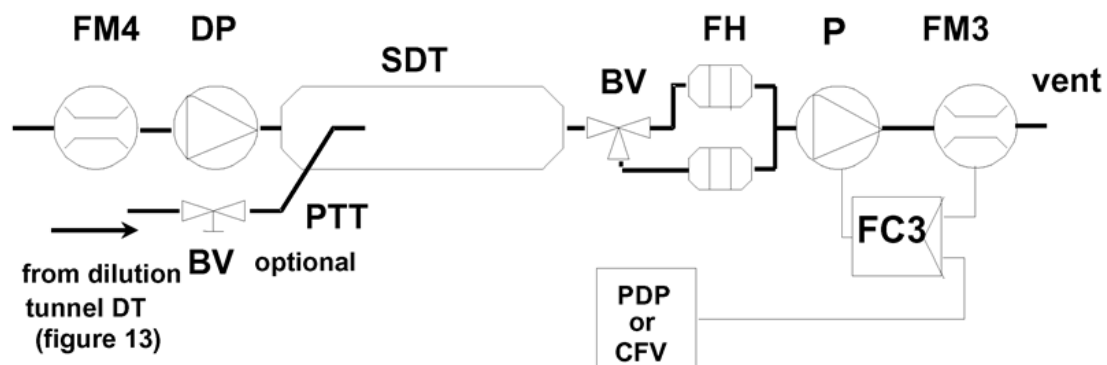 FM4 DP SDT BV FH P FM3
vent
PTT
BV optional
FC3
from dilution
tunnel DT
(figure 13)
PDP
or
CFV